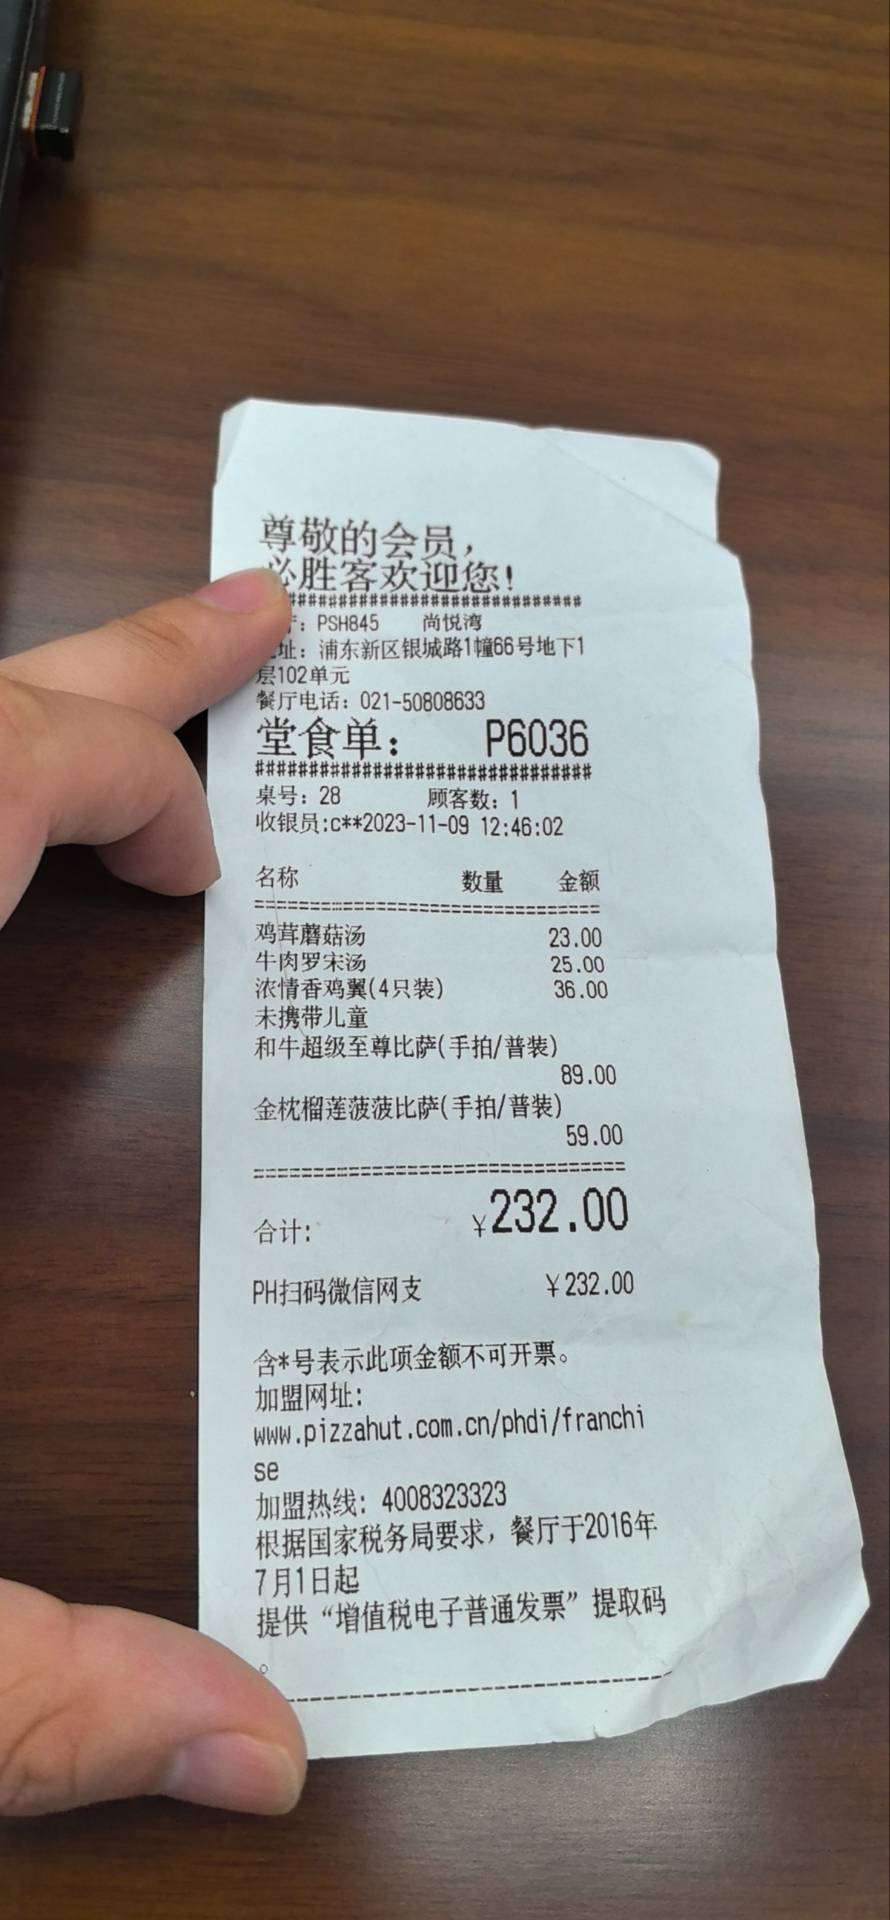 尊敬的会员，
必胜客欢迎您!
##############################
厅: PSH845 尚悦湾
址: 浦东新区银城路1幢66号地下1
层102单元
餐厅电话: 021-50808633
堂食单: P6036
################################
桌号: 28 顾客数: 1
收银员:c**2023-11-09 12:46:02
名称 数量 金额
================================
鸡茸蘑菇汤 23.00
牛肉罗宋汤 25.00
浓情香鸡翼(4只装) 36.00
未携带儿童
和牛超级至尊比萨(手拍/普装)
89.00
金枕榴莲菠菠比萨(手拍/普装)
59.00
================================
合计: ¥232.00
PH扫码微信网支 ¥232.00
含*号表示此项金额不可开票。
加盟网址:
www.pizzahut.com.cn/phdi/franchi
se
加盟热线: 4008323323
根据国家税务局要求，餐厅于2016年
7月1日起
提供“增值税电子普通发票”提取码
。
--------------------------------